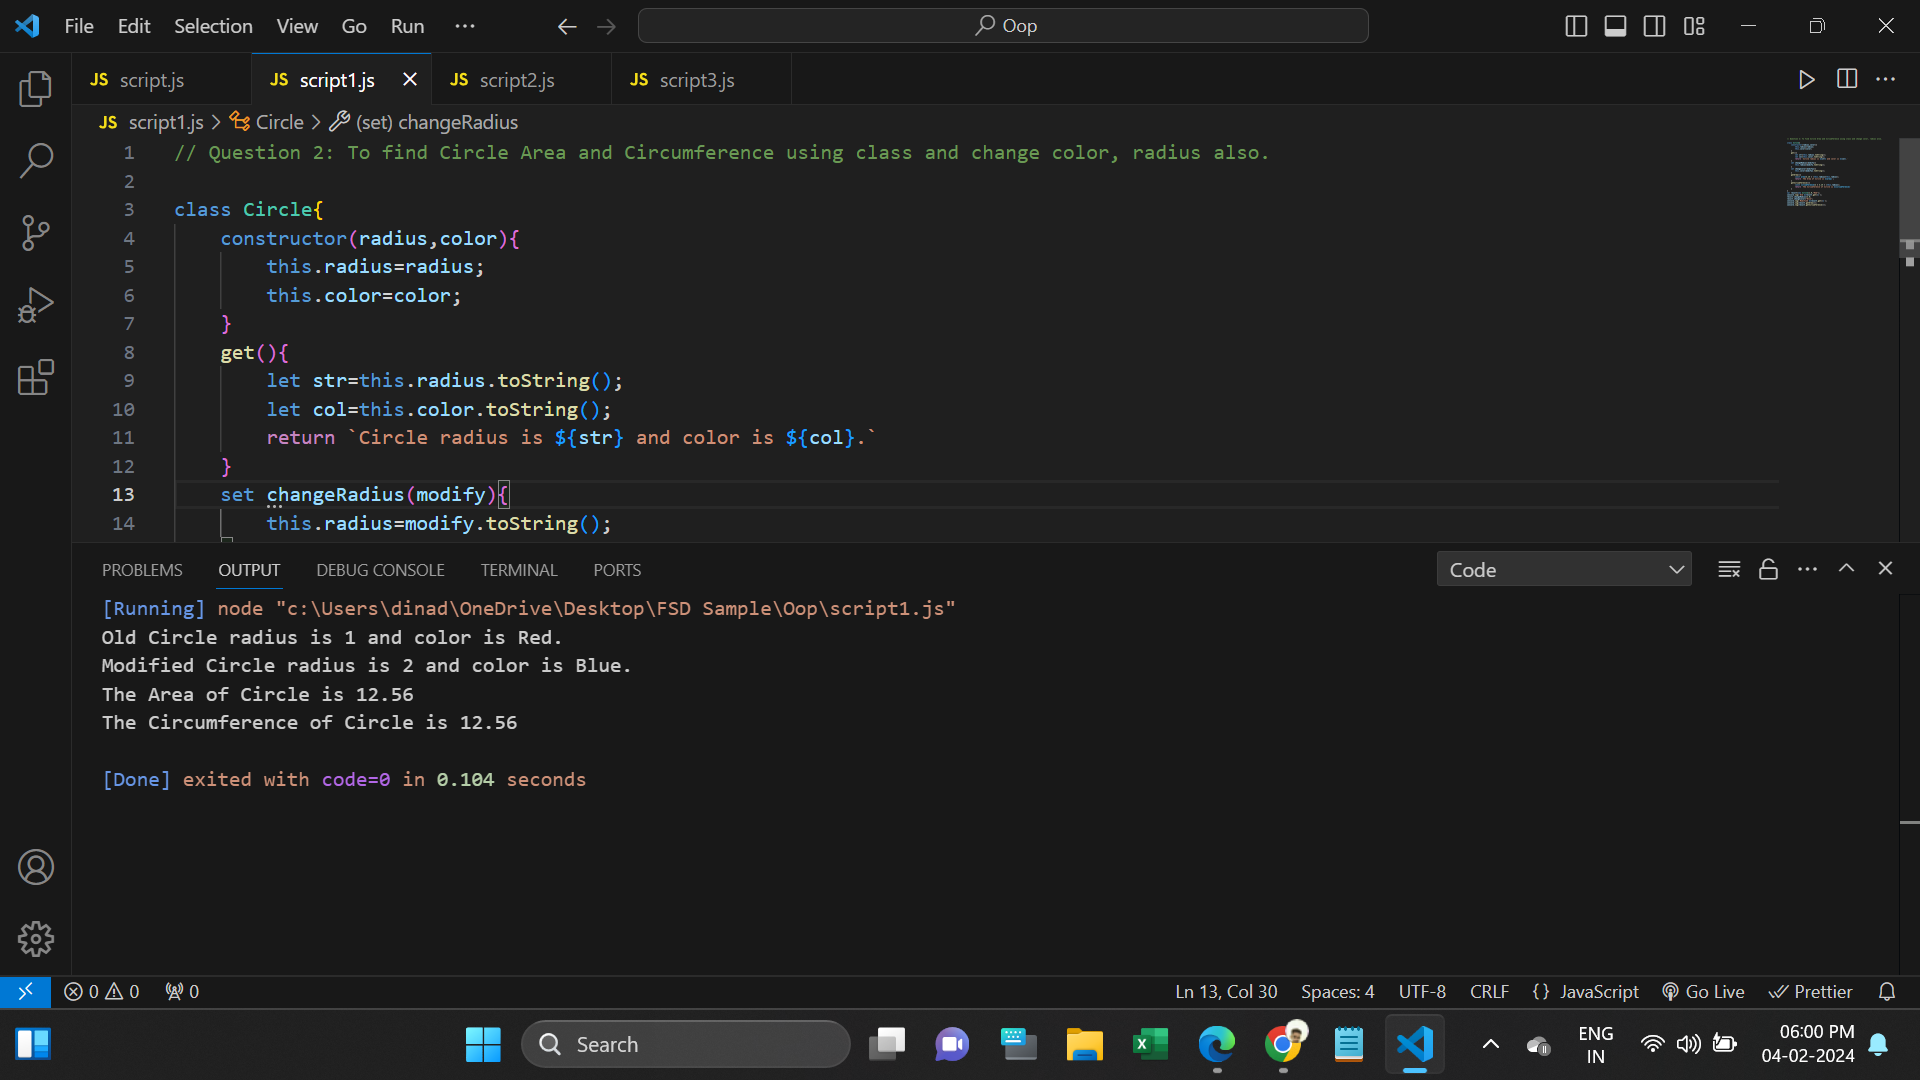 File Edit Selection View Go Run ··· Oop
JS script.js JS script1.js JS script2.js JS script3.js
JS script1.js > Circle > (set) changeRadius
1 // Question 2: To find Circle Area and Circumference using class and change color, radius also.
2
3 class Circle{
4 constructor(radius,color){
5 this.radius=radius;
6 this.color=color;
7 }
8 get(){
9 let str=this.radius.toString();
10 let col=this.color.toString();
11 return `Circle radius is ${str} and color is ${col}.`
12 }
13 set changeRadius(modify){
14 this.radius=modify.toString();
PROBLEMS OUTPUT DEBUG CONSOLE TERMINAL PORTS Code
[Running] node "c:\Users\dinad\OneDrive\Desktop\FSD Sample\Oop\script1.js"
Old Circle radius is 1 and color is Red.
Modified Circle radius is 2 and color is Blue.
The Area of Circle is 12.56
The Circumference of Circle is 12.56
[Done] exited with code=0 in 0.104 seconds
0 0 0 Ln 13, Col 30 Spaces: 4 UTF-8 CRLF {} JavaScript Go Live Prettier
Search ENG 06:00 PM
IN 04-02-2024